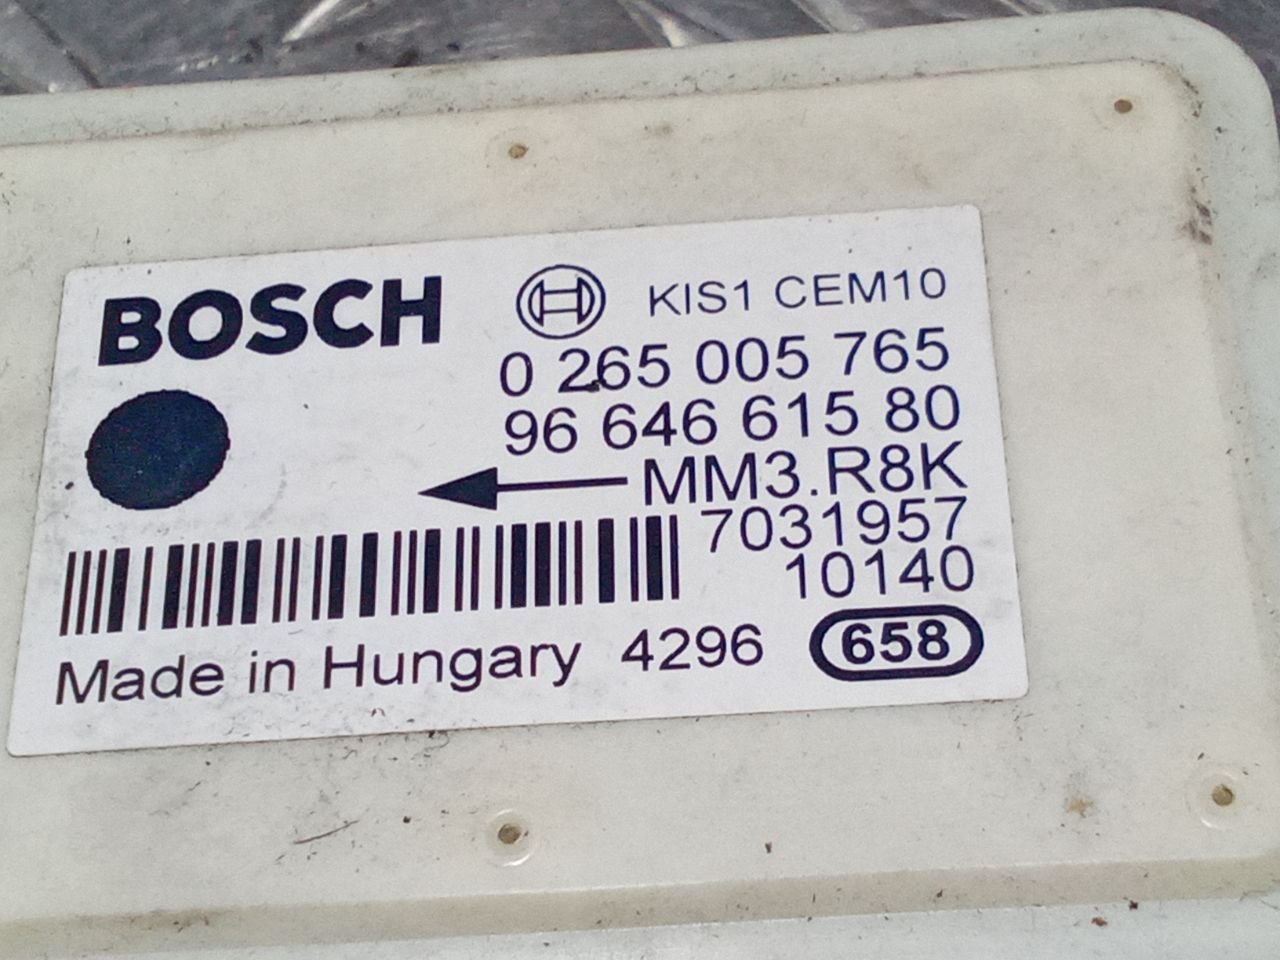 BOSCH KIS1 CEM10
0 265 005 765
96 646 615 80
MM3.R8K
7031957
10140
Made in Hungary 4296 658